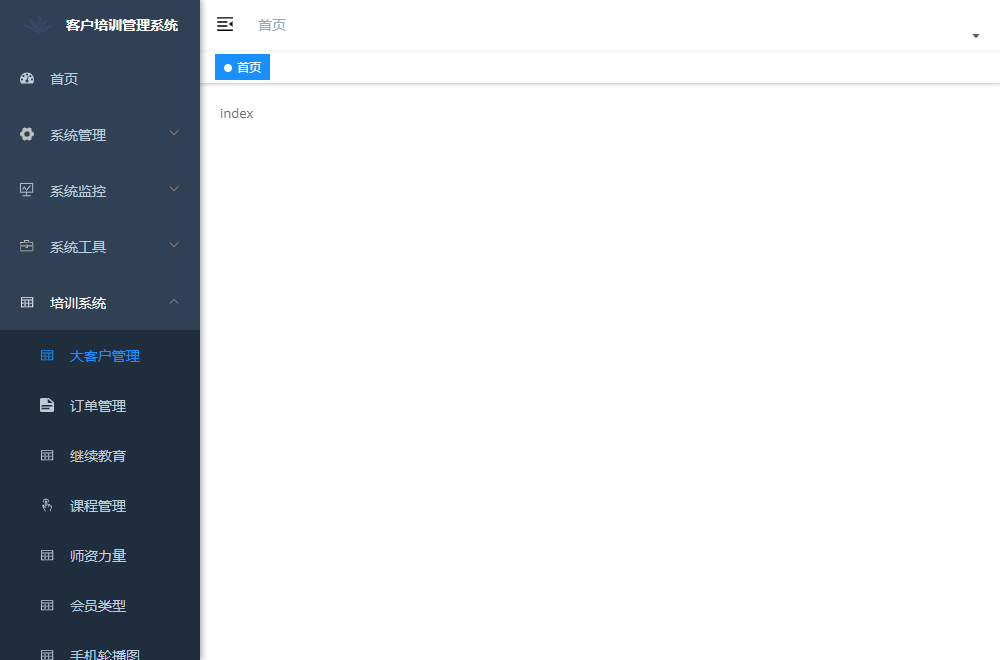 客户培训管理系统
首页
系统管理
系统监控
系统工具
培训系统
大客户管理
订单管理
继续教育
课程管理
师资力量
会员类型
手机轮播图
首页
首页
index